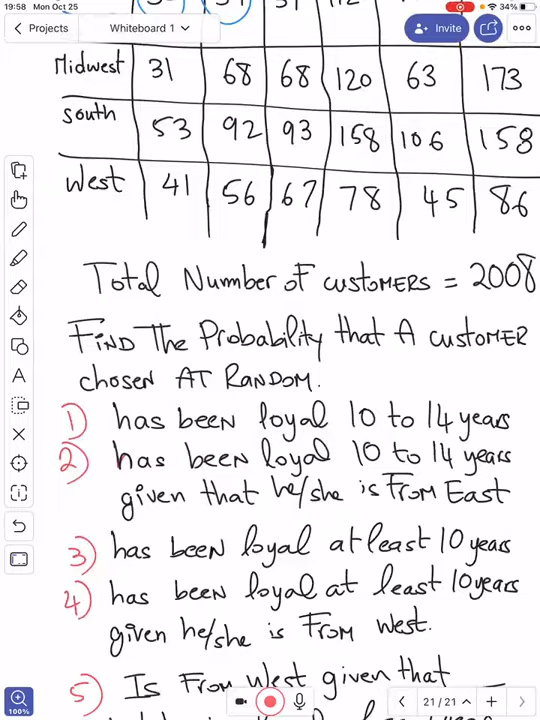 19:58 Mon Oct 25 34%
Projects Whiteboard 1 Invite
Midwest 31 68 68 120 63 173
south 53 92 93 158 106 158
West 41 56 67 78 45 86
Total Number of customers = 2008
Find The Probability that A customer
chosen AT Random.
1) has been loyal 10 to 14 years
2) has been loyal 10 to 14 years
given that he/she is From East
3) has been loyal at least 10 years
4) has been loyal at least 10 years
given he/she is From west.
5) Is From West given that
100%
21/21